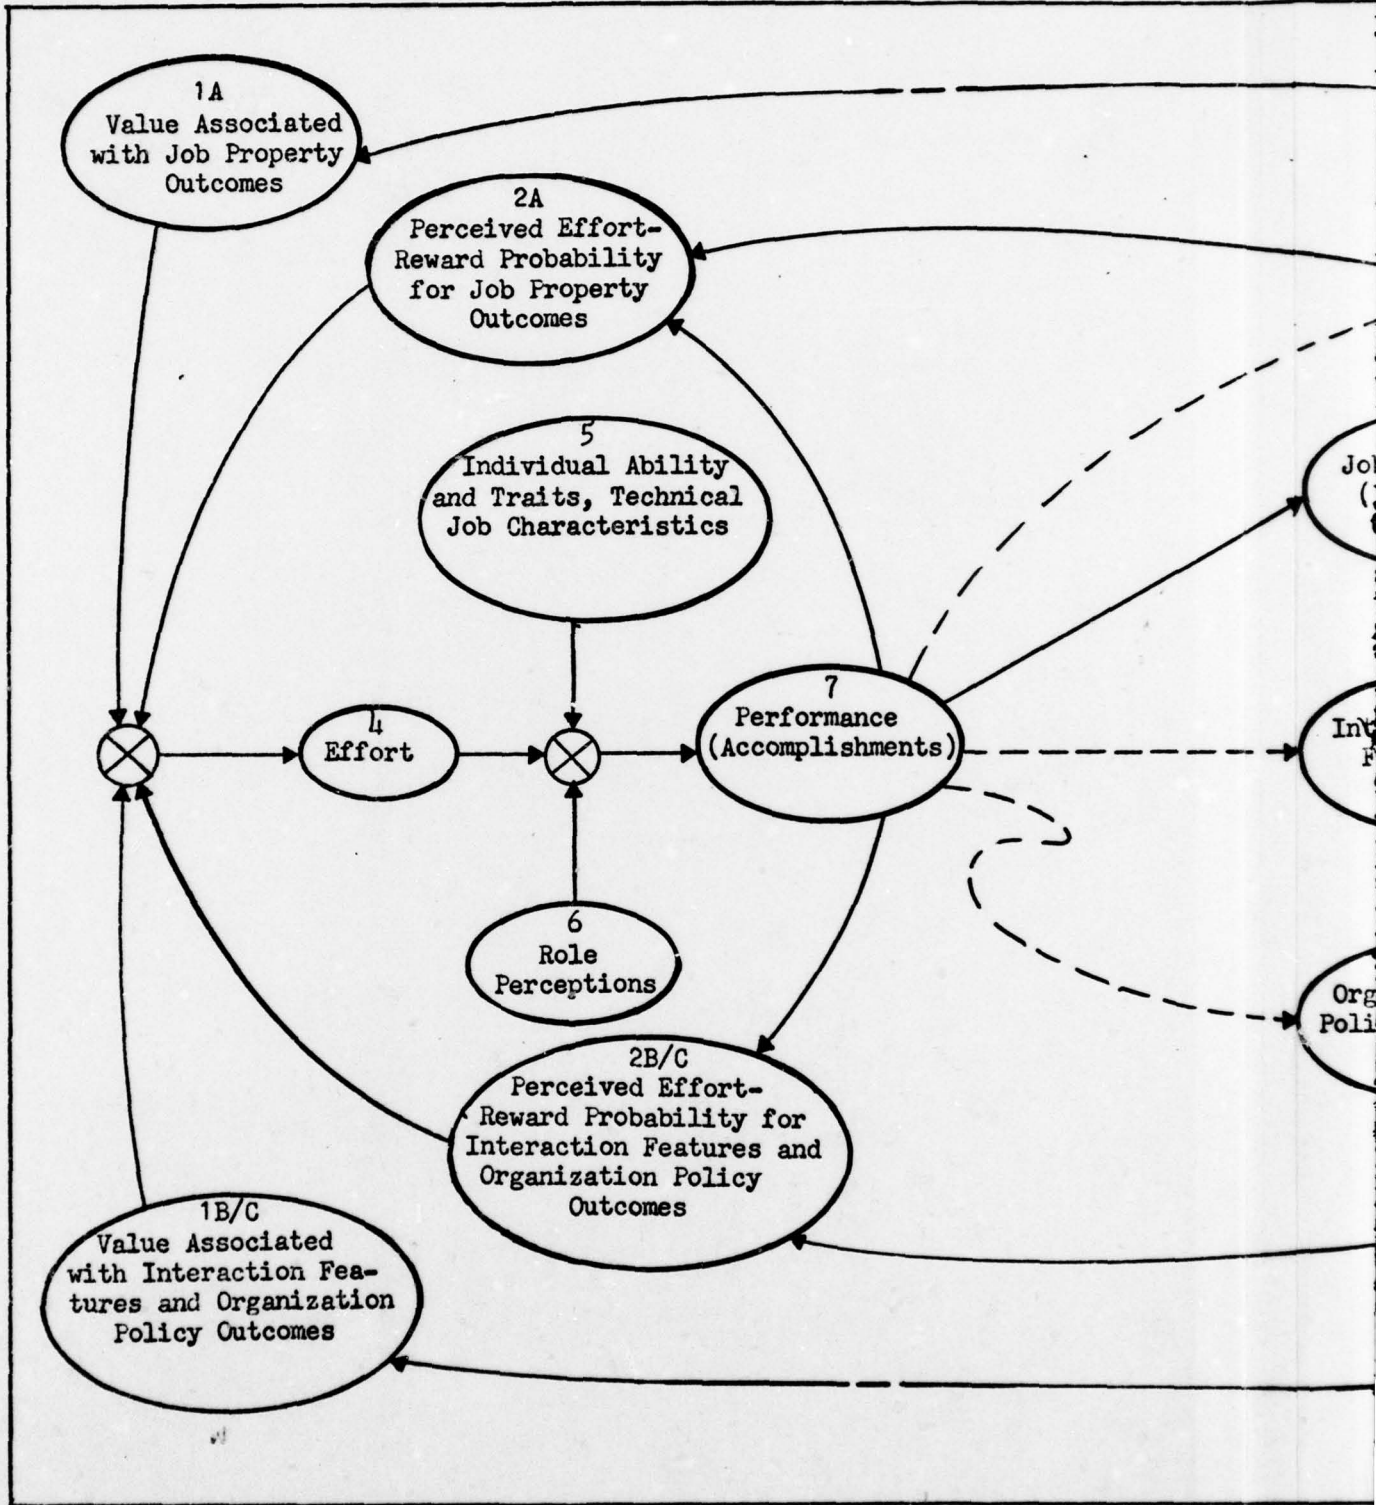 1A
Value Associated
with Job Property
Outcomes
2A
Perceived Effort-
Reward Probability
for Job Property
Outcomes
5
Individual Ability
and Traits, Technical
Job Characteristics
4
Effort
7
Performance
(Accomplishments)
6
Role
Perceptions
2B/C
Perceived Effort-
Reward Probability for
Interaction Features and
Organization Policy
Outcomes
1B/C
Value Associated
with Interaction Fea-
tures and Organization
Policy Outcomes